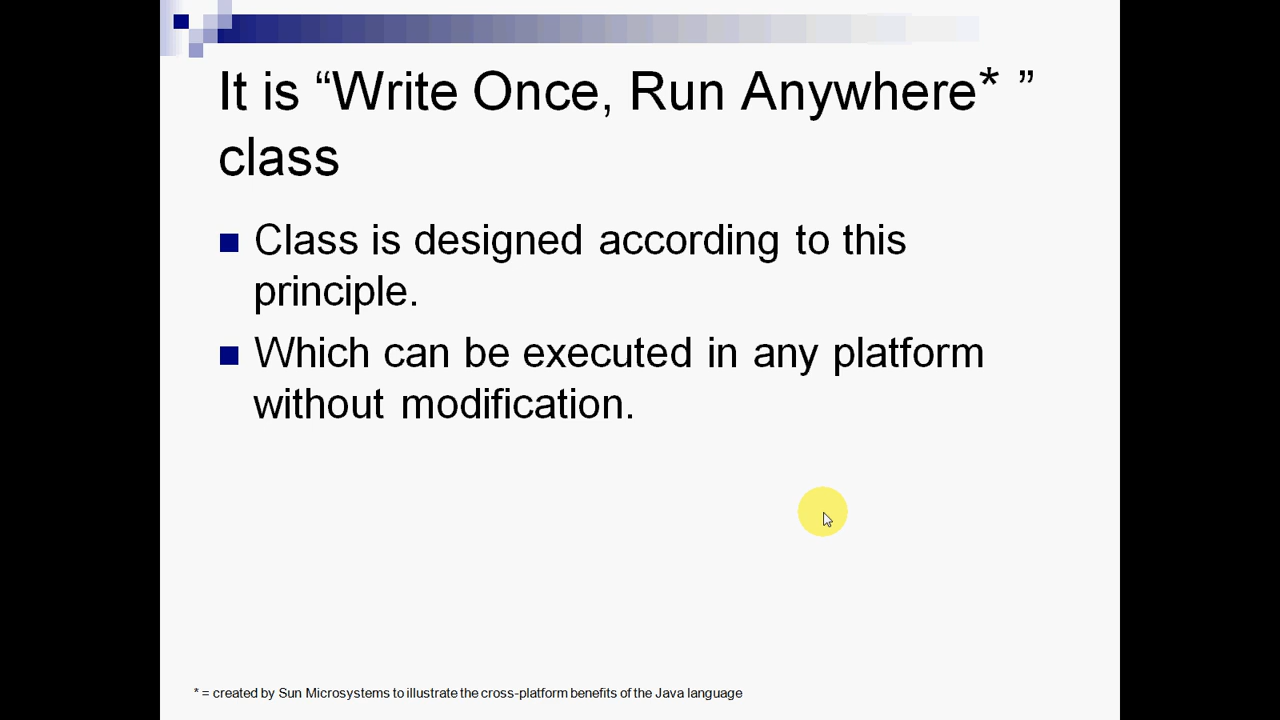 It is “Write Once, Run Anywhere* ”
class
Class is designed according to this
principle.
Which can be executed in any platform
without modification.
* = created by Sun Microsystems to illustrate the cross-platform benefits of the Java language